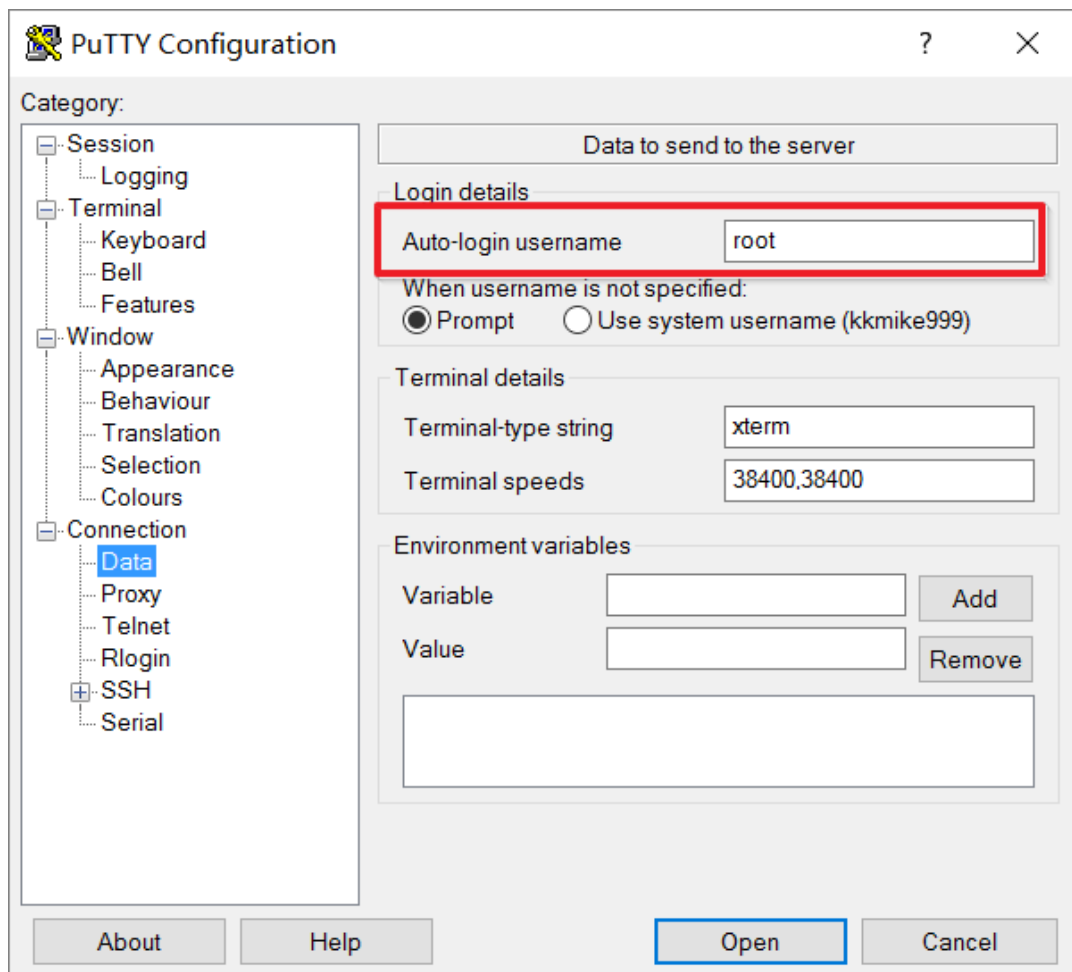 PuTTY Configuration
?
Category:
Session
Logging
Terminal
Keyboard
Bell
Features
Window
Appearance
Behaviour
Translation
Selection
Colours
Connection
Data
Proxy
Telnet
Rlogin
SSH
Serial
Data to send to the server
Login details
Auto-login username root
When username is not specified:
Prompt Use system username (kkmike999)
Terminal details
Terminal-type string xterm
Terminal speeds 38400,38400
Environment variables
Variable Add
Value Remove
About Help Open Cancel